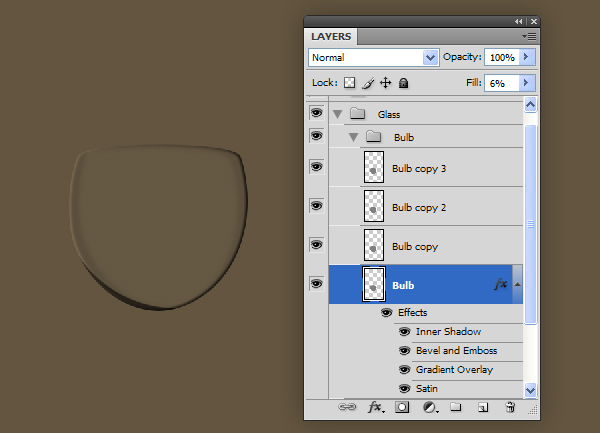 LAYERS
Normal Opacity: 100%
Lock: Fill: 6%
Glass
Bulb
Bulb copy 3
Bulb copy 2
Bulb copy
Bulb fx
Effects
Inner Shadow
Bevel and Emboss
Gradient Overlay
Satin
fx